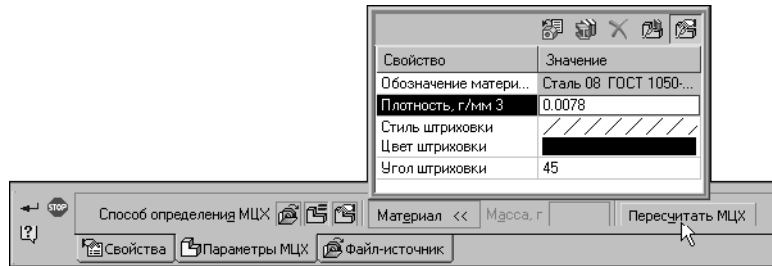 Свойство Значение
Обозначение матери... Сталь 08 ГОСТ 1050-...
Плотность, г/мм 3 0.0078
Стиль штриховки
Цвет штриховки
Угол штриховки 45
STOP Способ определения МЦХ Материал << Масса, г Пересчитать МЦХ
Свойства Параметры МЦХ Файл-источник